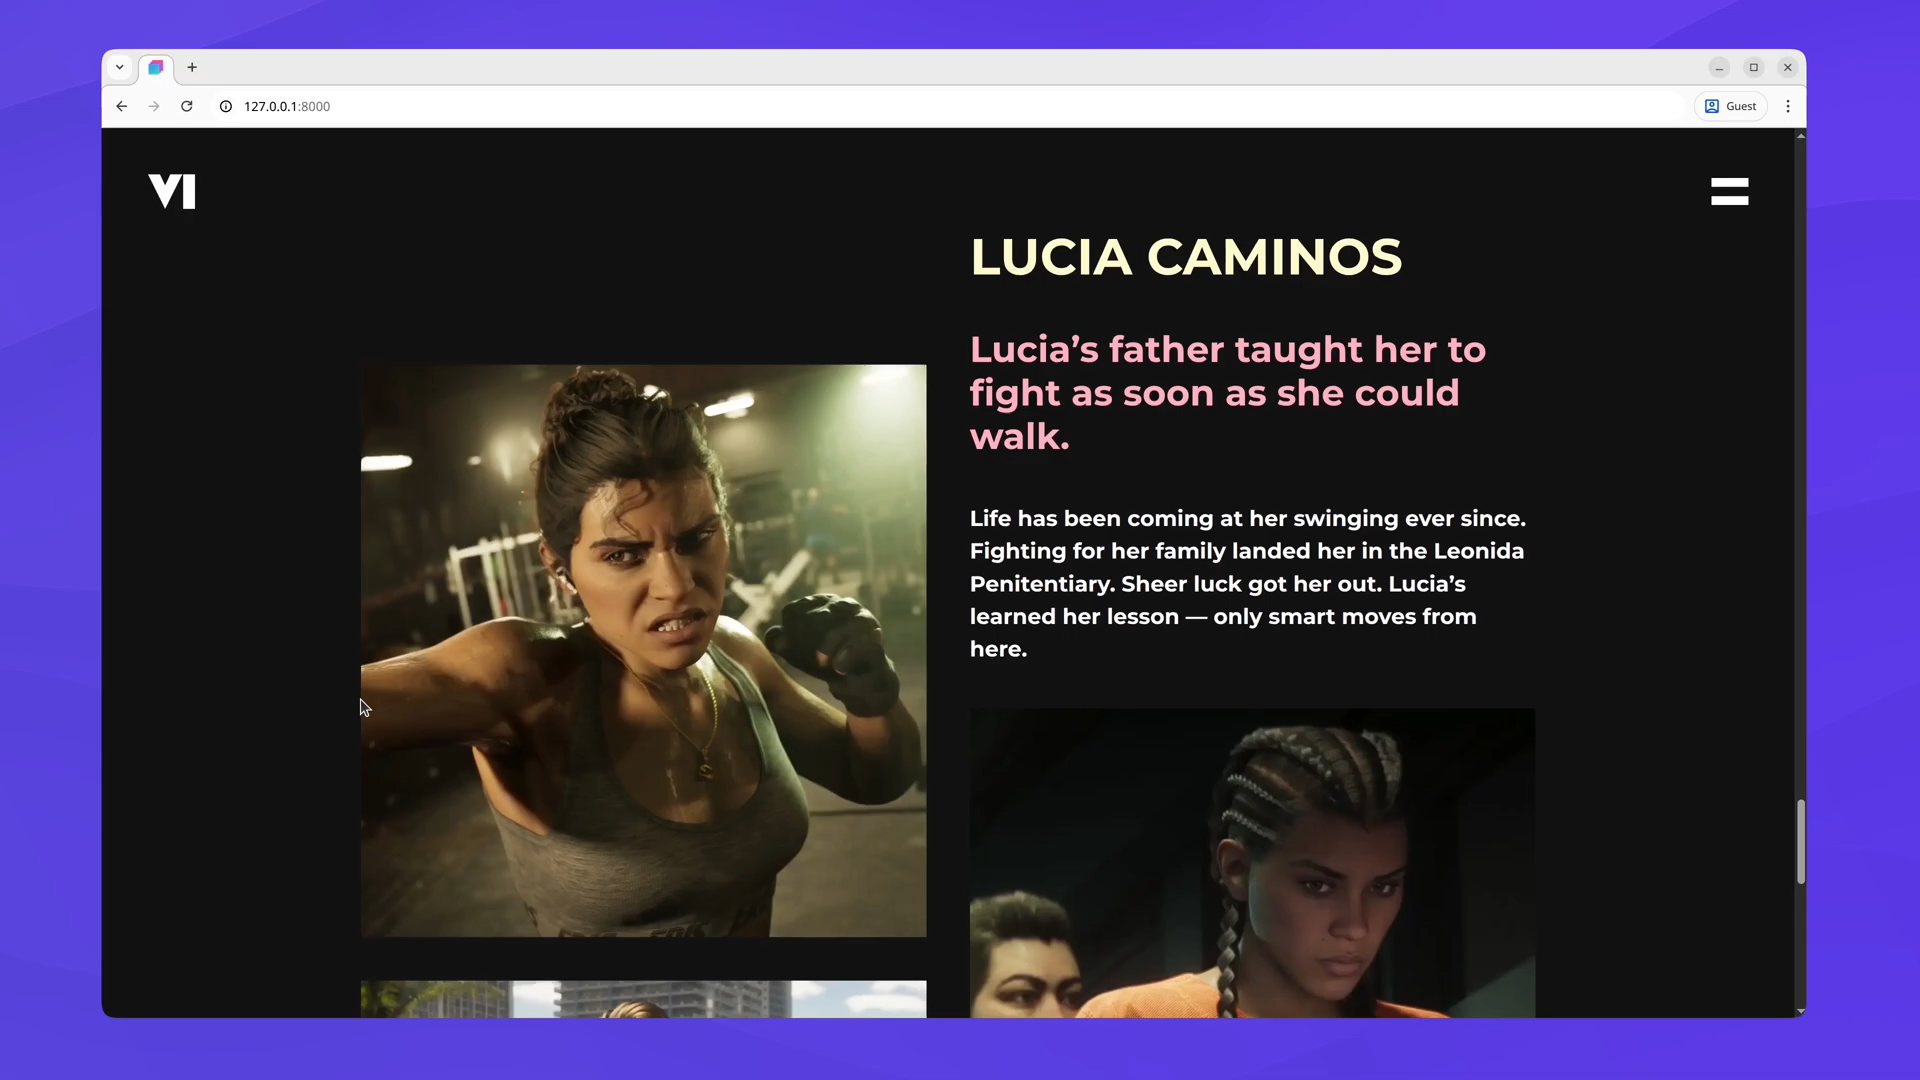 127.0.0.1:8000
Guest
VI
LUCIA CAMINOS
Lucia’s father taught her to
fight as soon as she could
walk.
Life has been coming at her swinging ever since.
Fighting for her family landed her in the Leonida
Penitentiary. Sheer luck got her out. Lucia’s
learned her lesson — only smart moves from
here.